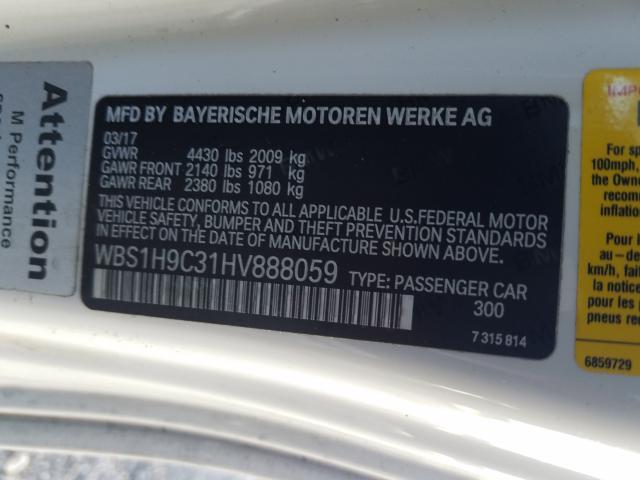 Attention
M Performance
MFD BY BAYERISCHE MOTOREN WERKE AG
03/17
GVWR 4430 lbs 2009 kg
GAWR FRONT 2140 lbs 971 kg
GAWR REAR 2380 lbs 1080 kg
THIS VEHICLE CONFORMS TO ALL APPLICABLE U.S.FEDERAL MOTOR
VEHICLE SAFETY, BUMPER AND THEFT PREVENTION STANDARDS
IN EFFECT ON THE DATE OF MANUFACTURE SHOWN ABOVE.
WBS1H9C31HV888059 TYPE: PASSENGER CAR
300
7 315 814
For sp
100mph,
the Own
recomm
inflation
Pour les
au-de
km/h, fai
la notice
pour les
pneus re
6859729